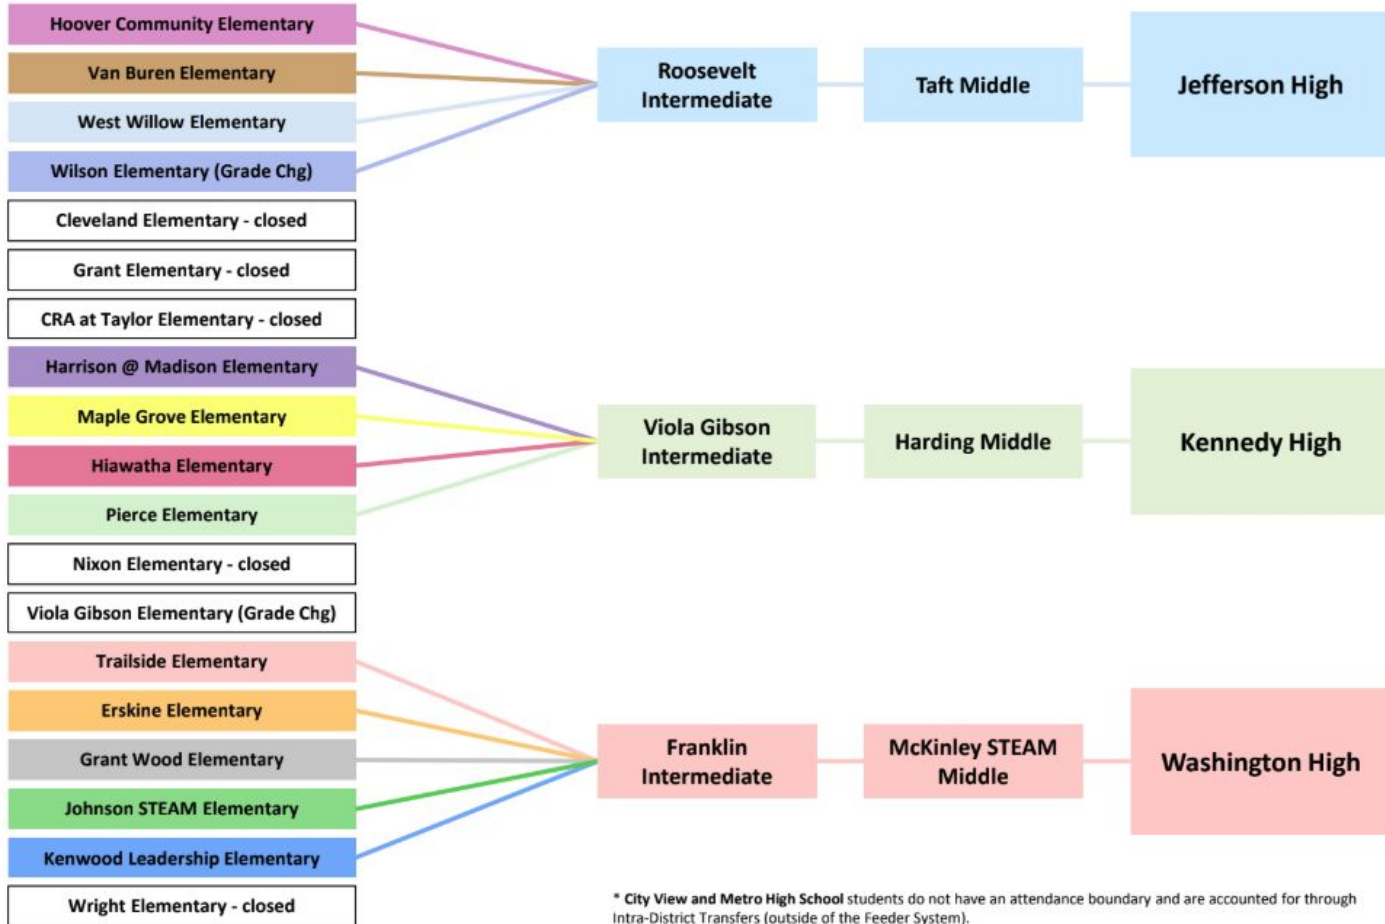 Hoover Community Elementary
Van Buren Elementary
West Willow Elementary
Wilson Elementary (Grade Chg)
Cleveland Elementary - closed
Grant Elementary - closed
CRA at Taylor Elementary - closed
Roosevelt
Intermediate
Taft Middle
Jefferson High
Harrison @ Madison Elementary
Maple Grove Elementary
Hiawatha Elementary
Pierce Elementary
Nixon Elementary - closed
Viola Gibson Elementary (Grade Chg)
Viola Gibson
Intermediate
Harding Middle
Kennedy High
Trailside Elementary
Erskine Elementary
Grant Wood Elementary
Johnson STEAM Elementary
Kenwood Leadership Elementary
Wright Elementary - closed
Franklin
Intermediate
McKinley STEAM
Middle
Washington High
* City View and Metro High School students do not have an attendance boundary and are accounted for through
Intra-District Transfers (outside of the Feeder System).